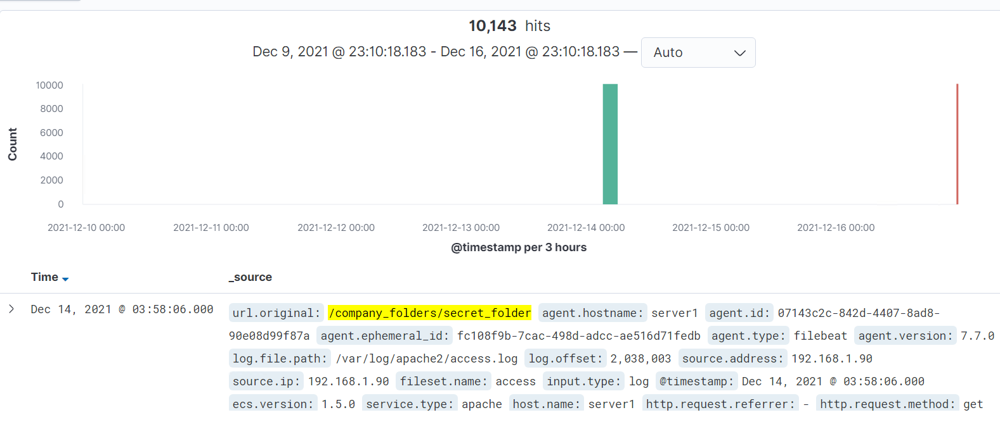 10,143 hits
Dec 9, 2021 @ 23:10:18.183 - Dec 16, 2021 @ 23:10:18.183 — Auto
Count
10000
8000
6000
4000
2000
0
2021-12-10 00:00 2021-12-11 00:00 2021-12-12 00:00 2021-12-13 00:00 2021-12-14 00:00 2021-12-15 00:00 2021-12-16 00:00
@timestamp per 3 hours
Time _source
Dec 14, 2021 @ 03:58:06.000 url.original: /company_folders/secret_folder agent.hostname: server1 agent.id: 07143c2c-842d-4407-8ad8-
90e08d99f87a agent.ephemeral_id: fc108f9b-7cac-498d-adcc-ae516d71fedb agent.type: filebeat agent.version: 7.7.0
log.file.path: /var/log/apache2/access.log log.offset: 2,038,003 source.address: 192.168.1.90
source.ip: 192.168.1.90 fileset.name: access input.type: log @timestamp: Dec 14, 2021 @ 03:58:06.000
ecs.version: 1.5.0 service.type: apache host.name: server1 http.request.referrer: - http.request.method: get